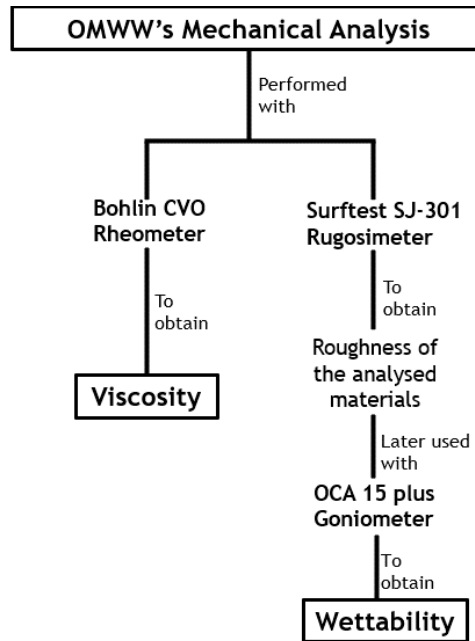 OMWW's Mechanical Analysis
Performed
with
Bohlin CVO
Rheometer
To
obtain
Viscosity
Surftest SJ-301
Rugosimeter
To
obtain
Roughness of
the analysed
materials
Later used
with
OCA 15 plus
Goniometer
To
obtain
Wettability